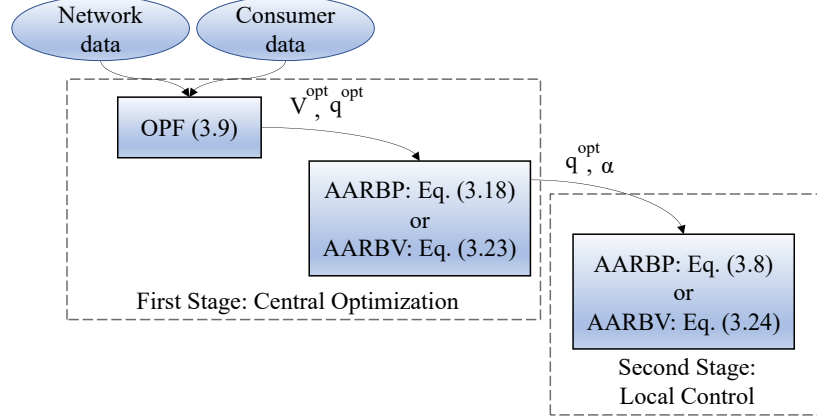 Network
data
Consumer
data
OPF (3.9)
V^opt, q^opt
AARBP: Eq. (3.18)
or
AARBV: Eq. (3.23)
First Stage: Central Optimization
q^opt, α
AARBP: Eq. (3.8)
or
AARBV: Eq. (3.24)
Second Stage:
Local Control